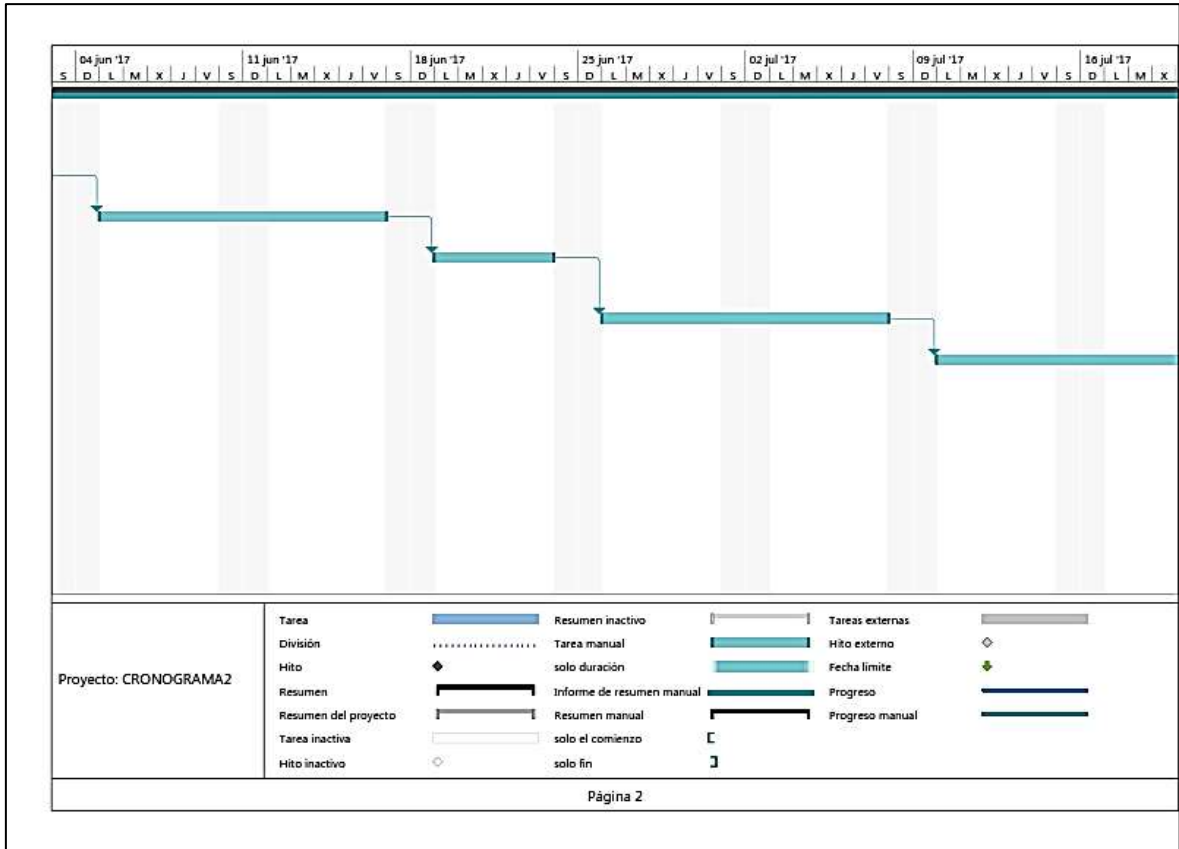 04 jun '17 11 jun '17 18 jun '17 25 jun '17 02 jul '17 09 jul '17 16 jul '17
S D L M X J V S D L M X J V S D L M X J V S D L M X J V S D L M X J V S D L M X J V S D L M X
Tarea Resumen inactivo Tareas externas
División Tarea manual Hito externo
Hito solo duración Fecha límite
Proyecto: CRONOGRAMA2
Resumen Informe de resumen manual Progreso
Resumen del proyecto Resumen manual Progreso manual
Tarea inactiva solo el comienzo
Hito inactivo solo fin
Página 2